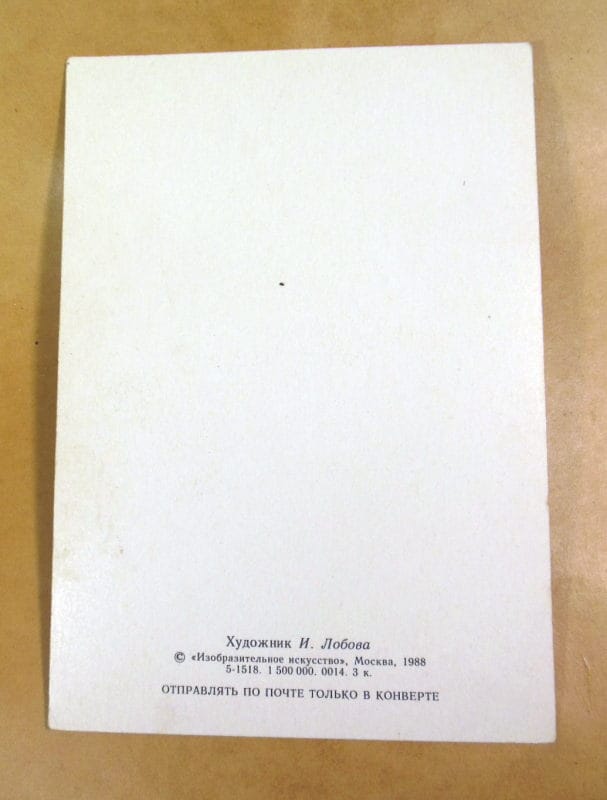 Художник И. Лобова
© «Изобразительное искусство», Москва, 1988
5-1518. 1 500 000. 0014. 3 к.
ОТПРАВЛЯТЬ ПО ПОЧТЕ ТОЛЬКО В КОНВЕРТЕ